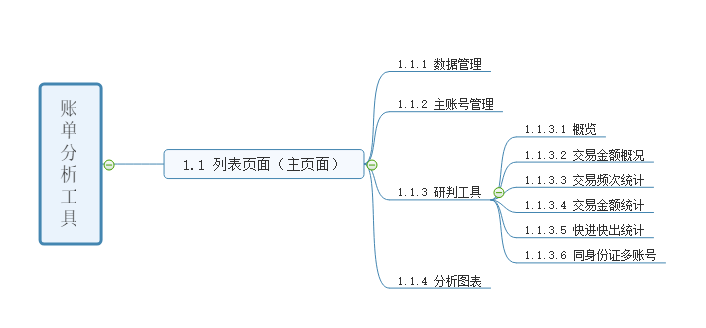 账单分析工具
1.1 列表页面（主页面）
1.1.1 数据管理
1.1.2 主账号管理
1.1.3 研判工具
1.1.3.1 概览
1.1.3.2 交易金额概况
1.1.3.3 交易频次统计
1.1.3.4 交易金额统计
1.1.3.5 快进快出统计
1.1.3.6 同身份证多账号
1.1.4 分析图表